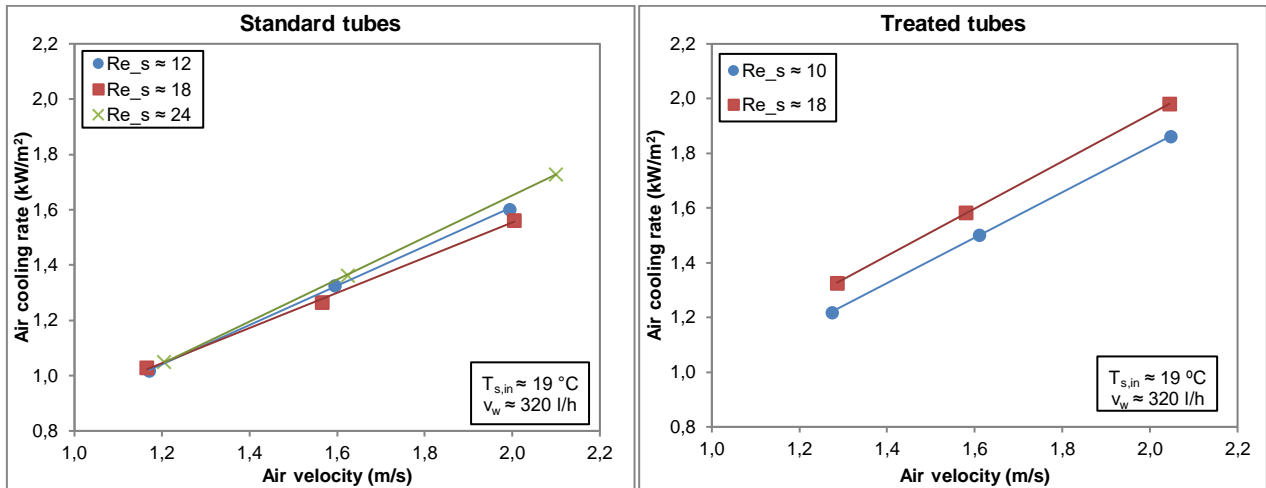 Standard tubes
2,2
2,0
1,8
1,6
1,4
1,2
1,0
0,8
Air cooling rate (kW/m²)
Re_s ≈ 12
Re_s ≈ 18
Re_s ≈ 24
T_s,in ≈ 19 °C
v_w ≈ 320 l/h
1,0 1,2 1,4 1,6 1,8 2,0 2,2
Air velocity (m/s)
Treated tubes
2,2
2,0
1,8
1,6
1,4
1,2
1,0
0,8
Air cooling rate (kW/m²)
Re_s ≈ 10
Re_s ≈ 18
T_s,in ≈ 19 ºC
v_w ≈ 320 l/h
1,0 1,2 1,4 1,6 1,8 2,0 2,2
Air velocity (m/s)